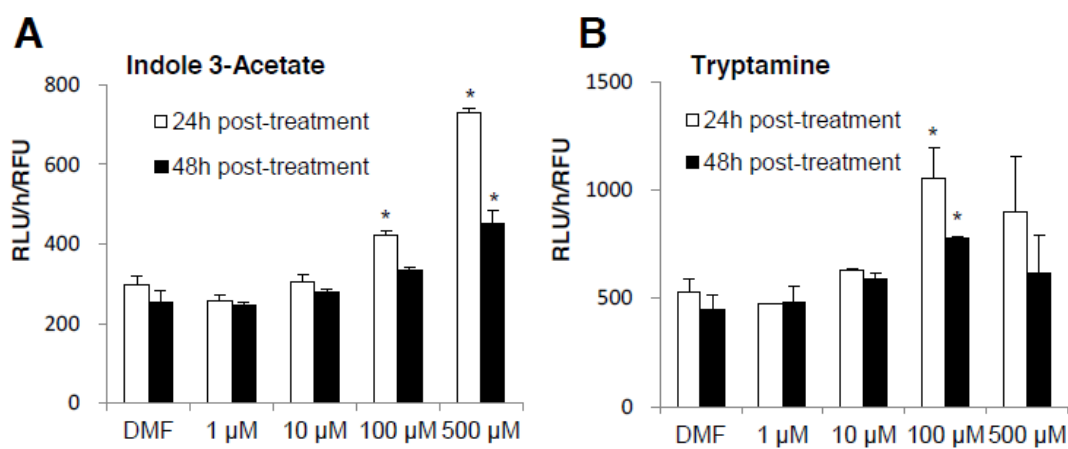 A
Indole 3-Acetate
RLU/h/RFU
800
600
400
200
0
24h post-treatment
48h post-treatment
*
*
*
DMF 1 µM 10 µM 100 µM 500 µM
B
Tryptamine
RLU/h/RFU
1500
1000
500
0
24h post-treatment
48h post-treatment
*
*
DMF 1 µM 10 µM 100 µM 500 µM